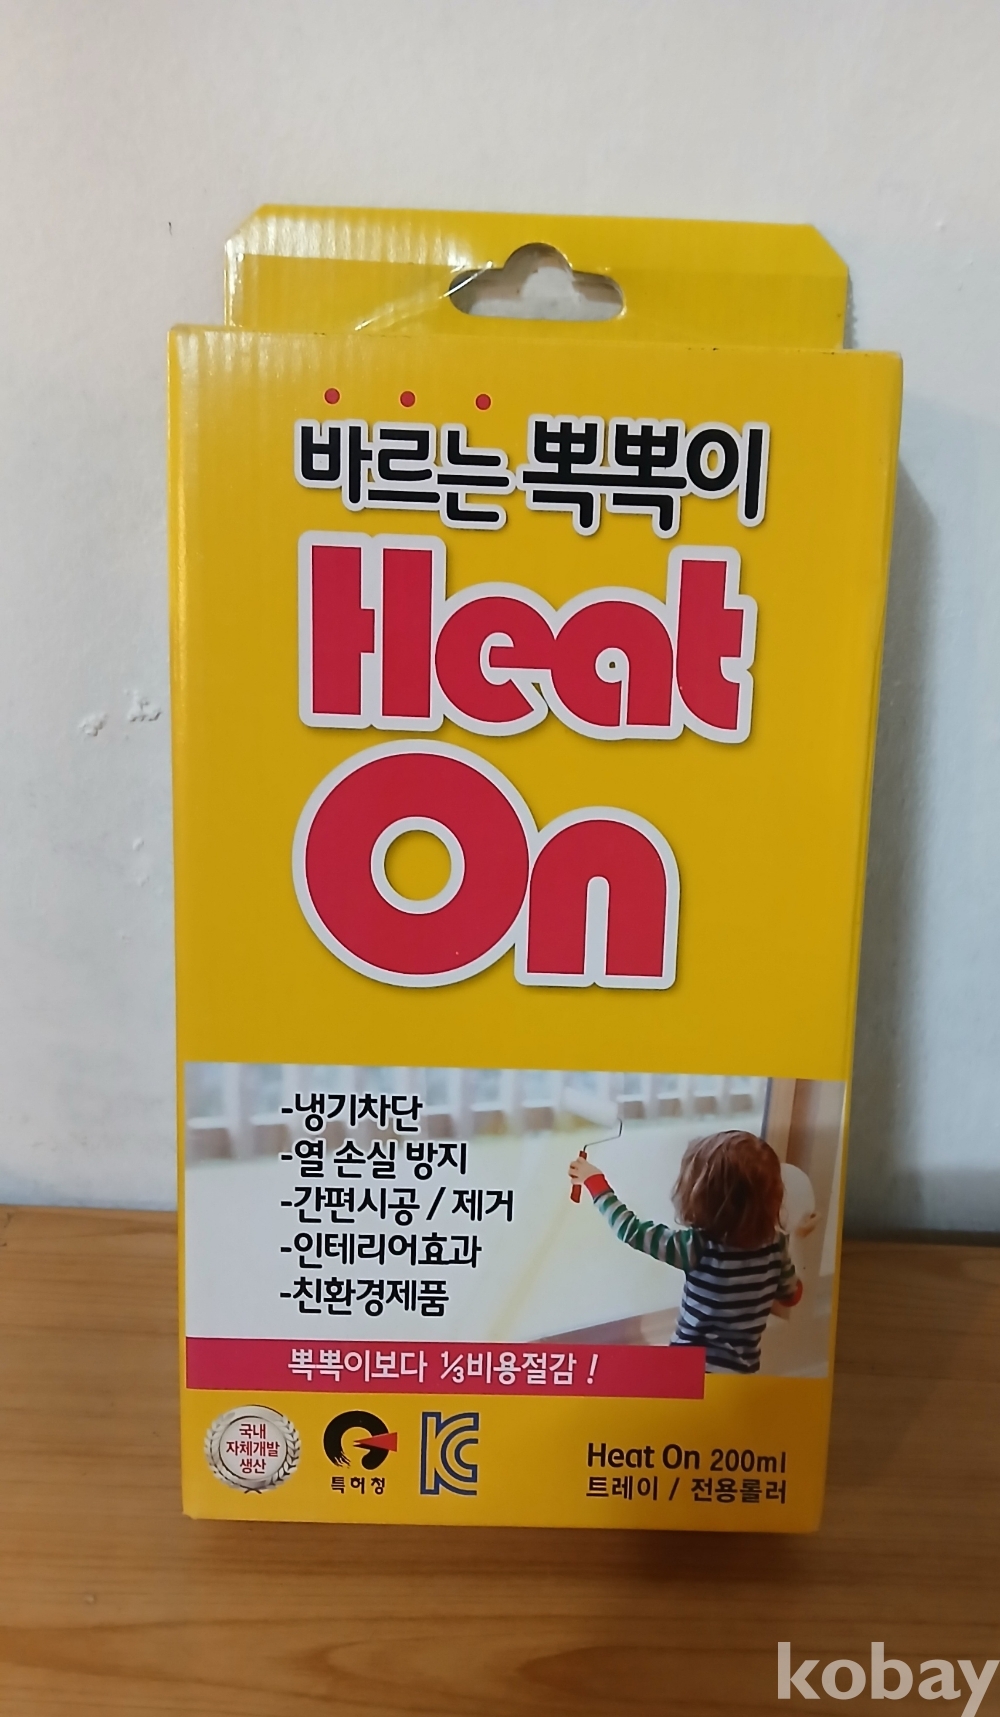 바르는 뽁뽁이
Heat
On
-냉기차단
-열 손실 방지
-간편시공 / 제거
-인테리어효과
-친환경제품
뽁뽁이보다 ⅓비용절감 !
국내
자체개발
생산
특허청
KC
Heat On 200ml
트레이 / 전용롤러
kobay